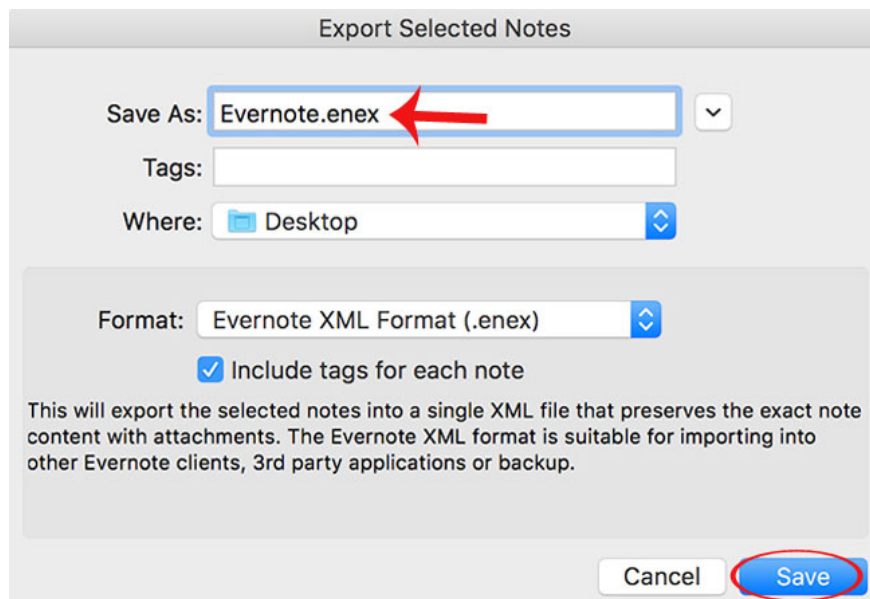 Export Selected Notes
Save As: Evernote.enex
Tags:
Where: Desktop
Format: Evernote XML Format (.enex)
Include tags for each note
This will export the selected notes into a single XML file that preserves the exact note
content with attachments. The Evernote XML format is suitable for importing into
other Evernote clients, 3rd party applications or backup.
Cancel Save